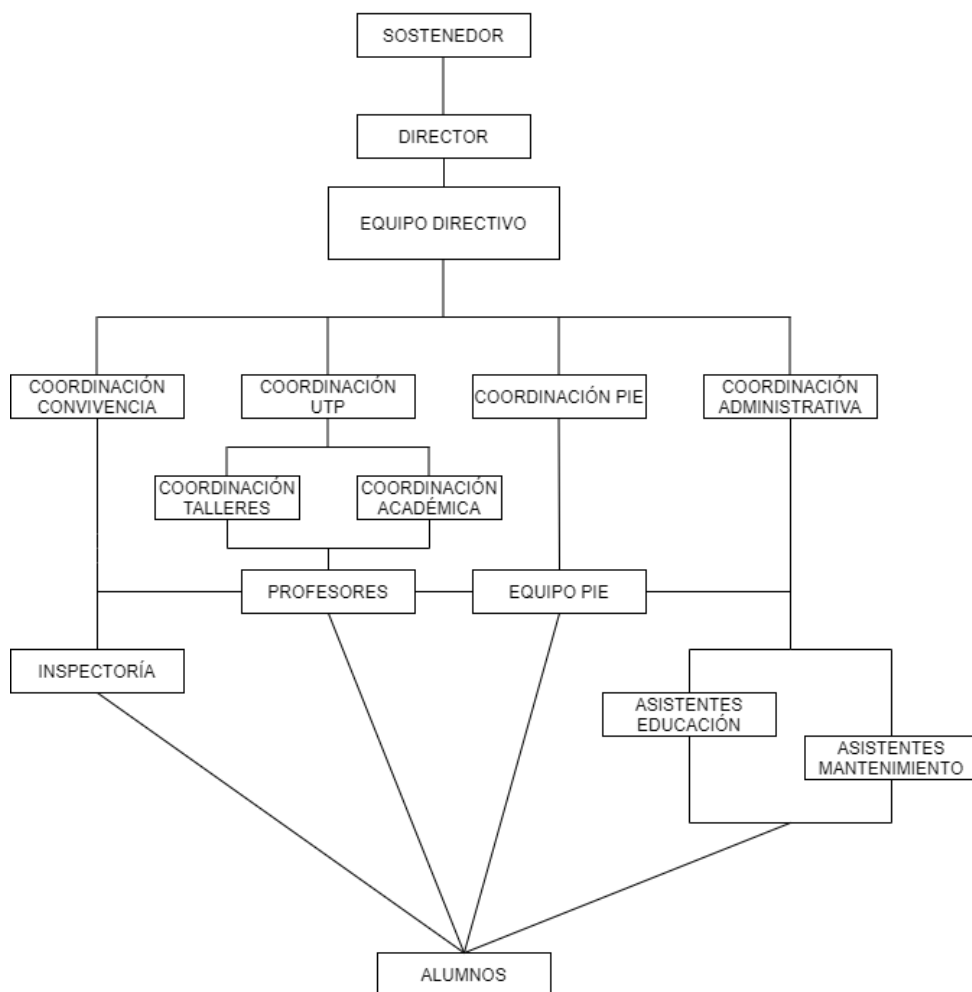 SOSTENEDOR
DIRECTOR
EQUIPO DIRECTIVO
COORDINACIÓN
CONVIVENCIA
COORDINACIÓN
UTP
COORDINACIÓN PIE
COORDINACIÓN
ADMINISTRATIVA
COORDINACIÓN
TALLERES
COORDINACIÓN
ACADÉMICA
PROFESORES
EQUIPO PIE
INSPECTORÍA
ASISTENTES
EDUCACIÓN
ASISTENTES
MANTENIMIENTO
ALUMNOS